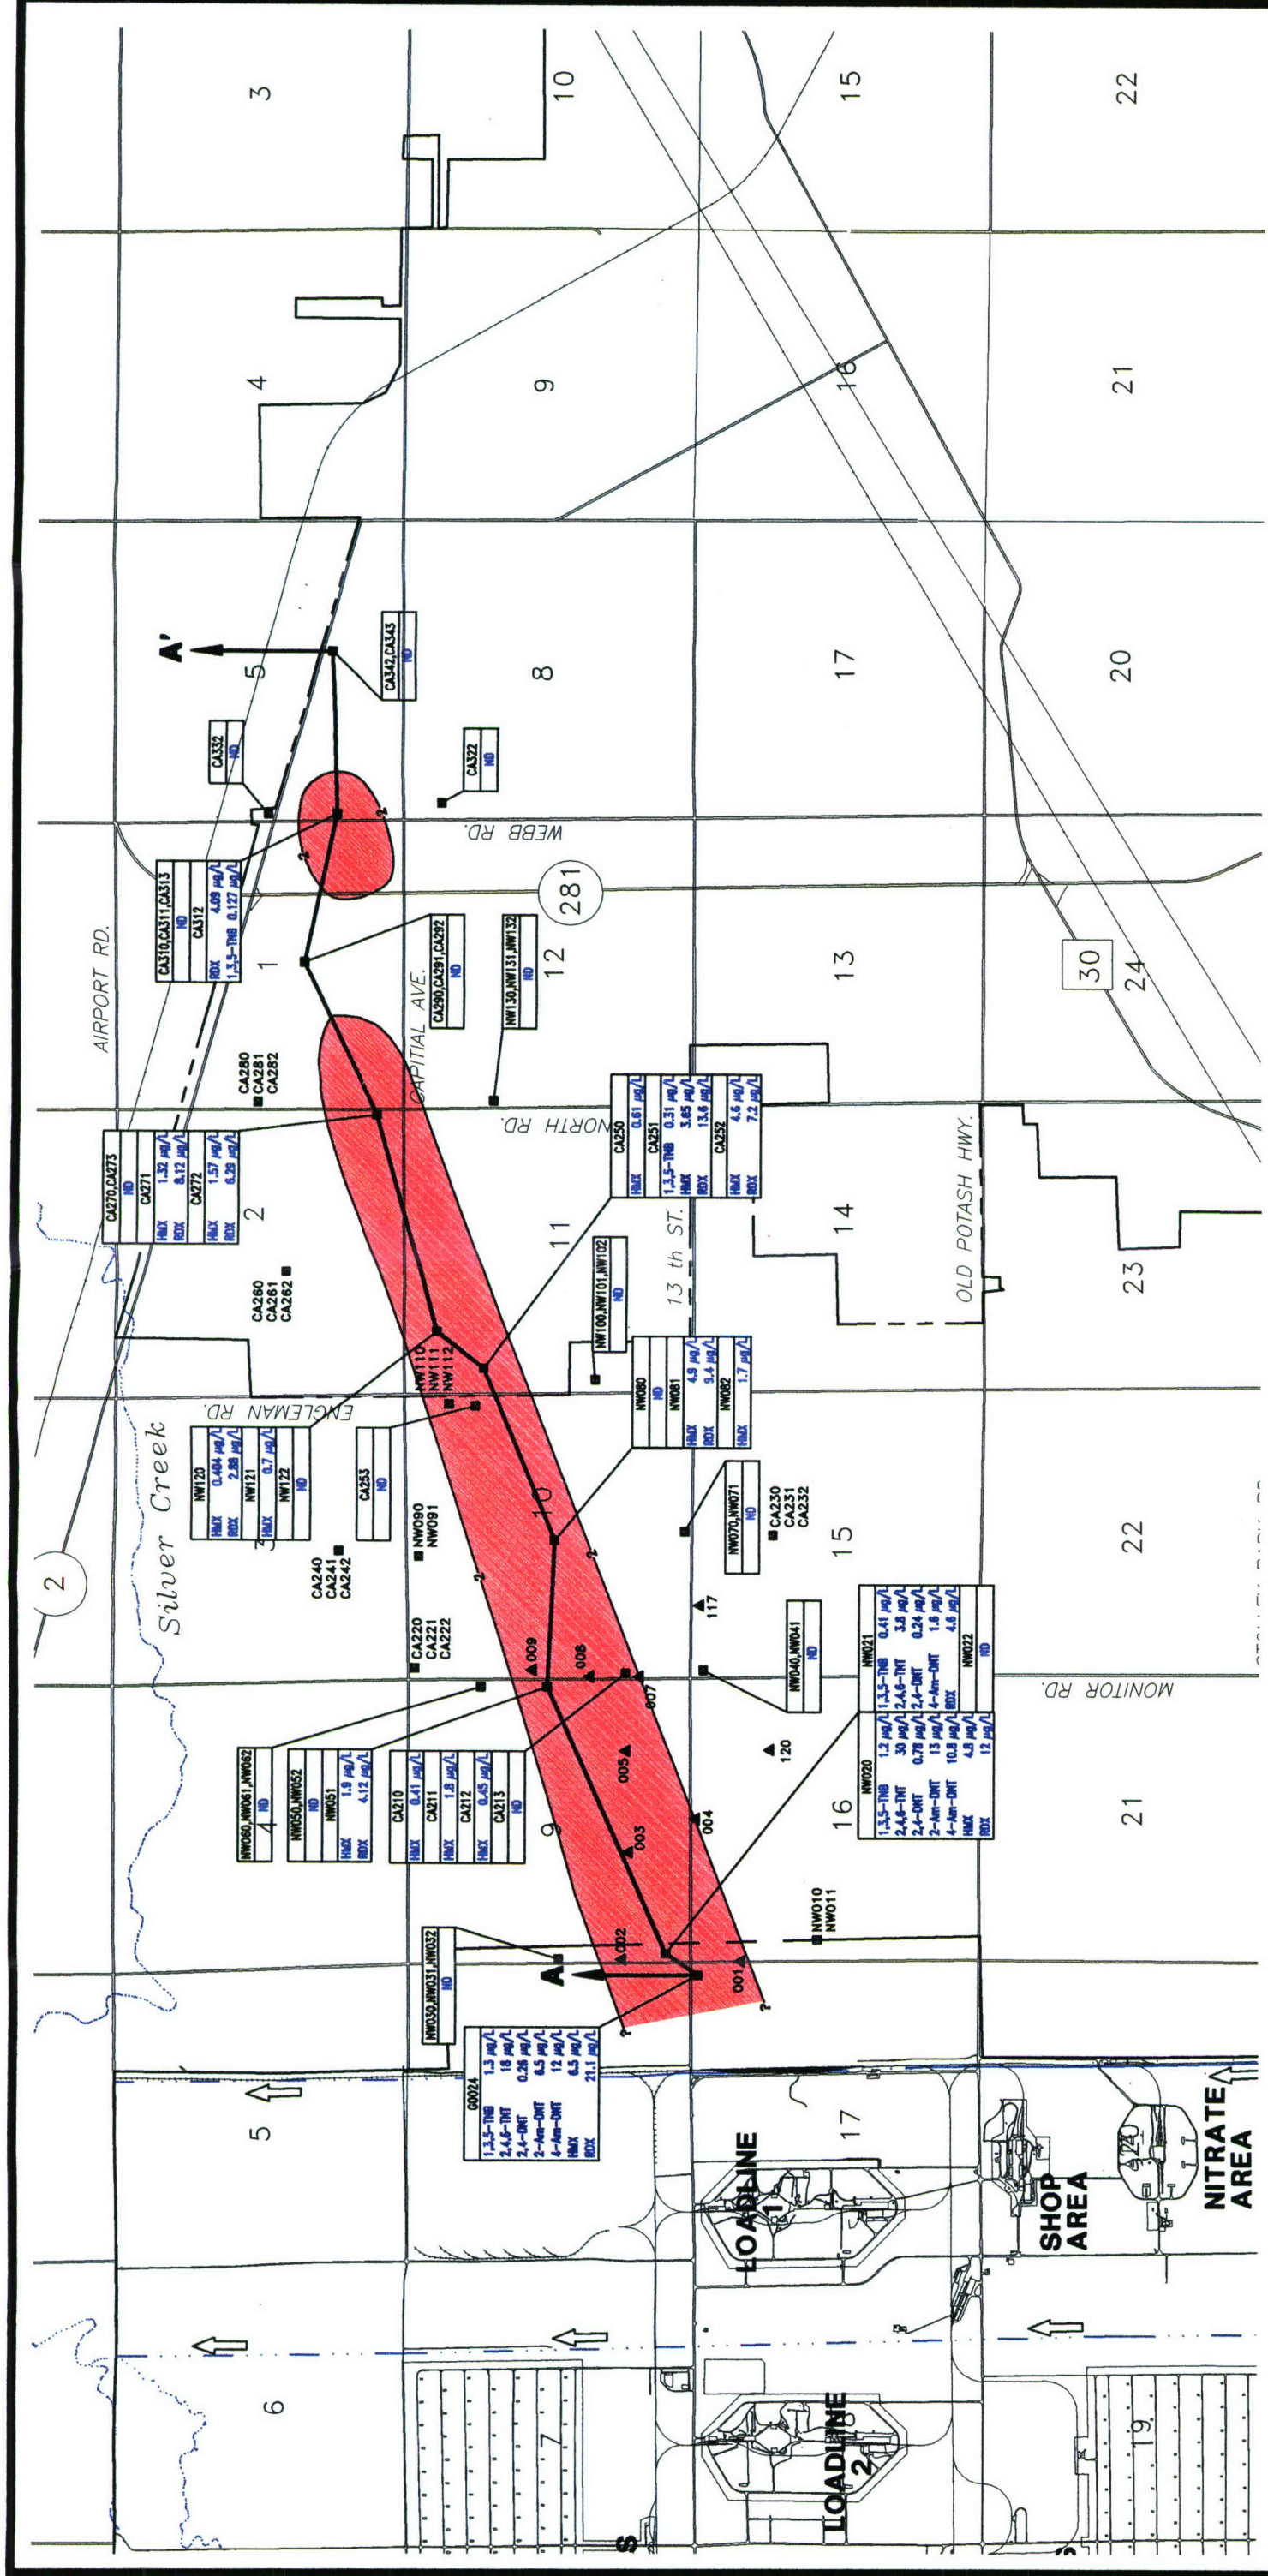 3
10
15
22
4
9
16
21
A'
5
8
17
20
CA342,CA343
ND
CA332
ND
CA322
ND
WEBB RD.
281
CA310,CA311,CA313
ND
CA312
RDX 4.09 µg/L
1,3,5-TNB 0.127 µg/L
AIRPORT RD.
1
CAPITIAL AVE.
CA290,CA291,CA292
ND
NW130,NW131,NW132
ND
12
13
30
24
CA280
CA281
CA282
NORTH RD.
CA270,CA273
ND
CA271
HMX 1.32 µg/L
RDX 8.12 µg/L
CA272
HMX 1.57 µg/L
RDX 6.29 µg/L
CA250
HMX 0.61 µg/L
CA251
1,3,5-TNB 0.31 µg/L
HMX 3.65 µg/L
RDX 13.6 µg/L
CA252
HMX 4.6 µg/L
RDX 7.2 µg/L
2
11
14
23
13 th ST.
OLD POTASH HWY.
CA260
CA261
CA262
NW100,NW101,NW102
ND
NW110
NW111
NW112
ENGLEMAN RD.
NW080
ND
NW081
HMX 4.9 µg/L
RDX 9.4 µg/L
NW082
HMX 1.7 µg/L
2
Silver Creek
NW120
HMX 0.404 µg/L
RDX 2.88 µg/L
NW121
HMX 0.7 µg/L
NW122
ND
3
CA253
ND
10
NW070,NW071
ND
CA230
CA231
CA232
15
22
CA240
CA241
CA242
NW090
NW091
?
?
CA220
CA221
CA222
009
008
007
117
NW040,NW041
ND
MONITOR RD.
NW060,NW061,NW062
ND
4
NW050,NW052
ND
NW051
HMX 1.9 µg/L
RDX 4.12 µg/L
CA210
HMX 0.41 µg/L
CA211
HMX 1.8 µg/L
CA212
HMX 0.45 µg/L
CA213
ND
9
005
003
004
120
16
21
NW020
1,3,5-TNB 1.2 µg/L
2,4,6-TNT 30 µg/L
2,4-DNT 0.78 µg/L
2-Am-DNT 13 µg/L
4-Am-DNT 10.8 µg/L
HMX 4.8 µg/L
RDX 12 µg/L
NW021
1,3,5-TNB 0.41 µg/L
2,4,6-TNT 3.8 µg/L
2,4-DNT 0.24 µg/L
4-Am-DNT 1.6 µg/L
RDX 4.6 µg/L
NW022
ND
NW010
NW011
NW030,NW031,NW032
ND
A
002
001
?
?
G0024
1,3,5-TNB 1.3 µg/L
2,4,6-TNT 18 µg/L
2,4-DNT 0.26 µg/L
2-Am-DNT 6.5 µg/L
4-Am-DNT 12 µg/L
HMX 6.5 µg/L
RDX 21.1 µg/L
5
17
LOADLINE
1
SHOP
AREA
20
NITRATE
AREA
6
7
18
LOADLINE
2
19
S